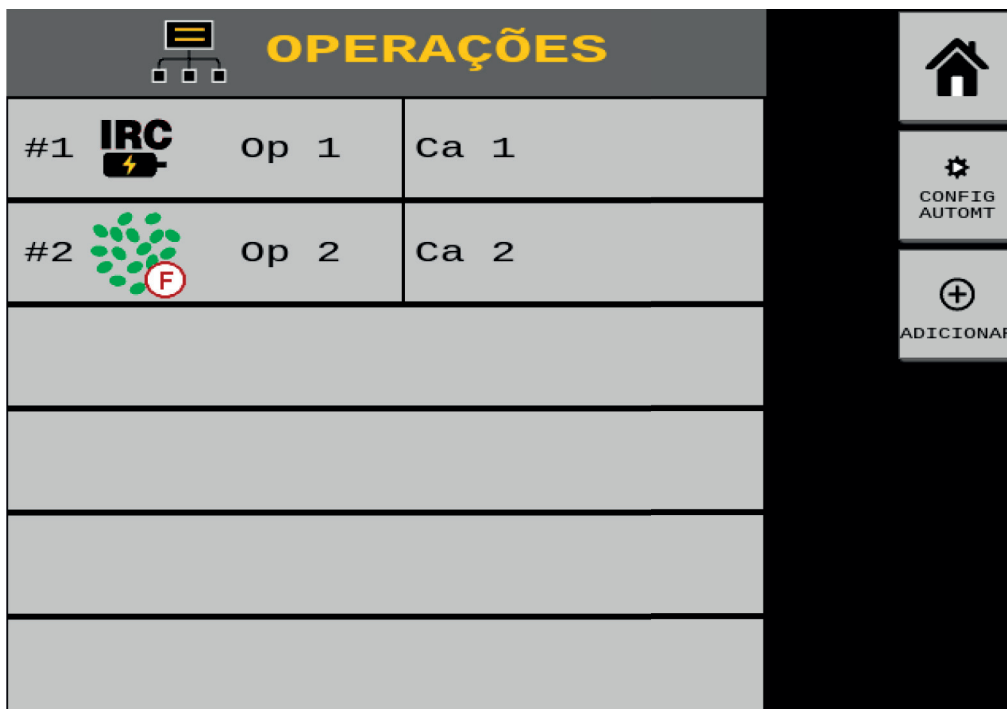 OPERAÇÕES
#1 IRC Op 1 Ca 1
#2 F Op 2 Ca 2
CONFIG
AUTOMT
ADICIONAR